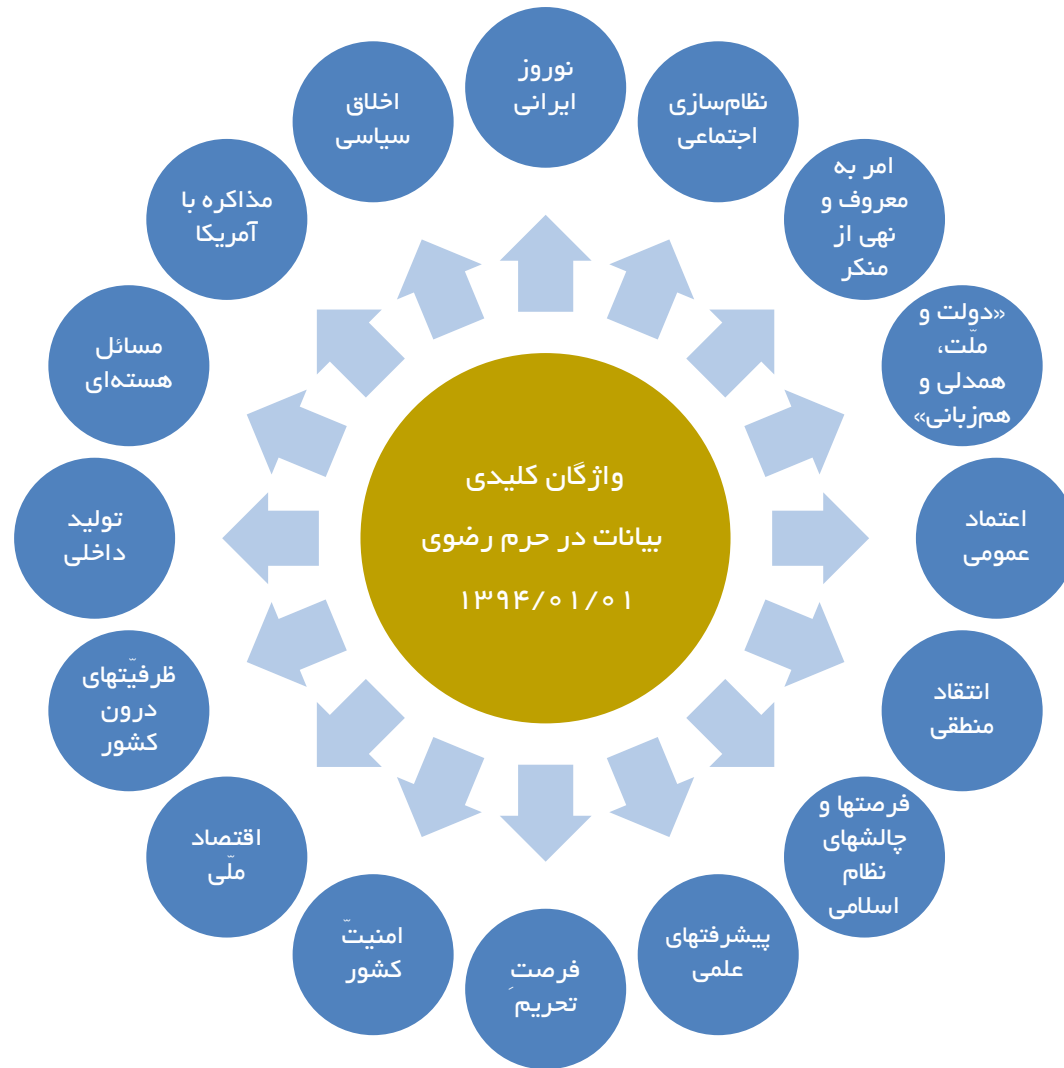 واژگان کلیدی
بیانات در حرم رضوی
۱۳۹۴/۰۱/۰۱
نوروز
ایرانی
نظام‌سازی
اجتماعی
امر به
معروف و
نهی از
منکر
«دولت و
ملّت،
همدلی و
هم‌زبانی»
اعتماد
عمومی
انتقاد
منطقی
فرصتها و
چالشهای
نظام
اسلامی
پیشرفتهای
علمی
فرصت
تحریم
امنیّت
کشور
اقتصاد
ملّی
ظرفیّتهای
درون
کشور
تولید
داخلی
مسائل
هسته‌ای
مذاکره با
آمریکا
اخلاق
سیاسی